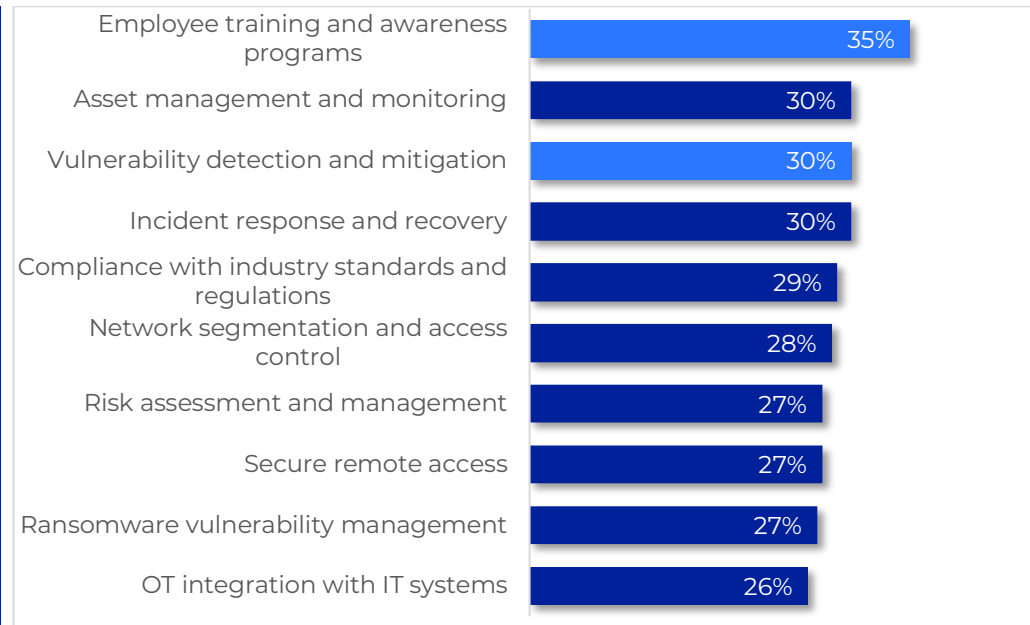 Employee training and awareness
programs
35%
Asset management and monitoring
30%
Vulnerability detection and mitigation
30%
Incident response and recovery
30%
Compliance with industry standards and
regulations
29%
Network segmentation and access
control
28%
Risk assessment and management
27%
Secure remote access
27%
Ransomware vulnerability management
27%
OT integration with IT systems
26%